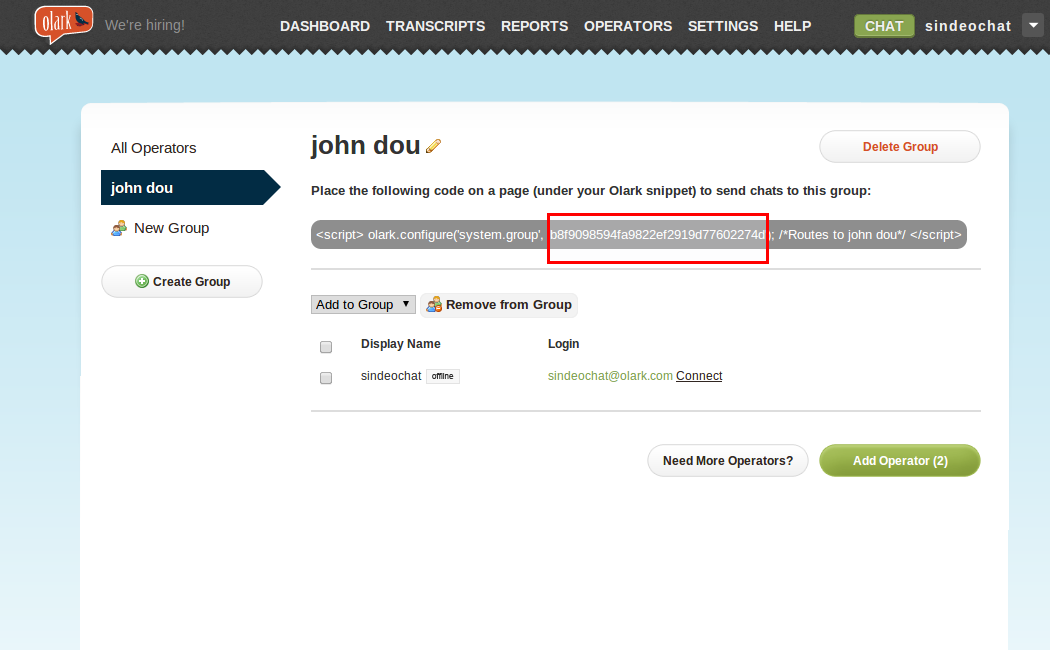 olark We're hiring! DASHBOARD TRANSCRIPTS REPORTS OPERATORS SETTINGS HELP CHAT sindeochat
All Operators
john dou
New Group
Create Group
john dou
Delete Group
Place the following code on a page (under your Olark snippet) to send chats to this group:
<script> olark.configure('system.group', 'b8f9098594fa9822ef2919d77602274d'); /*Routes to john dou*/ </script>
Add to Group ▼ Remove from Group
Display Name Login
sindeochat offline sindeochat@olark.com Connect
Need More Operators? Add Operator (2)